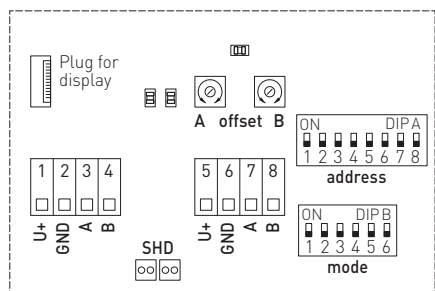 Plug for
display
A offset B
ON DIP A
1 2 3 4 5 6 7 8
address
1 2 3 4
U+ GND A B
5 6 7 8
U+ GND A B
SHD
ON DIP B
1 2 3 4 5 6
mode